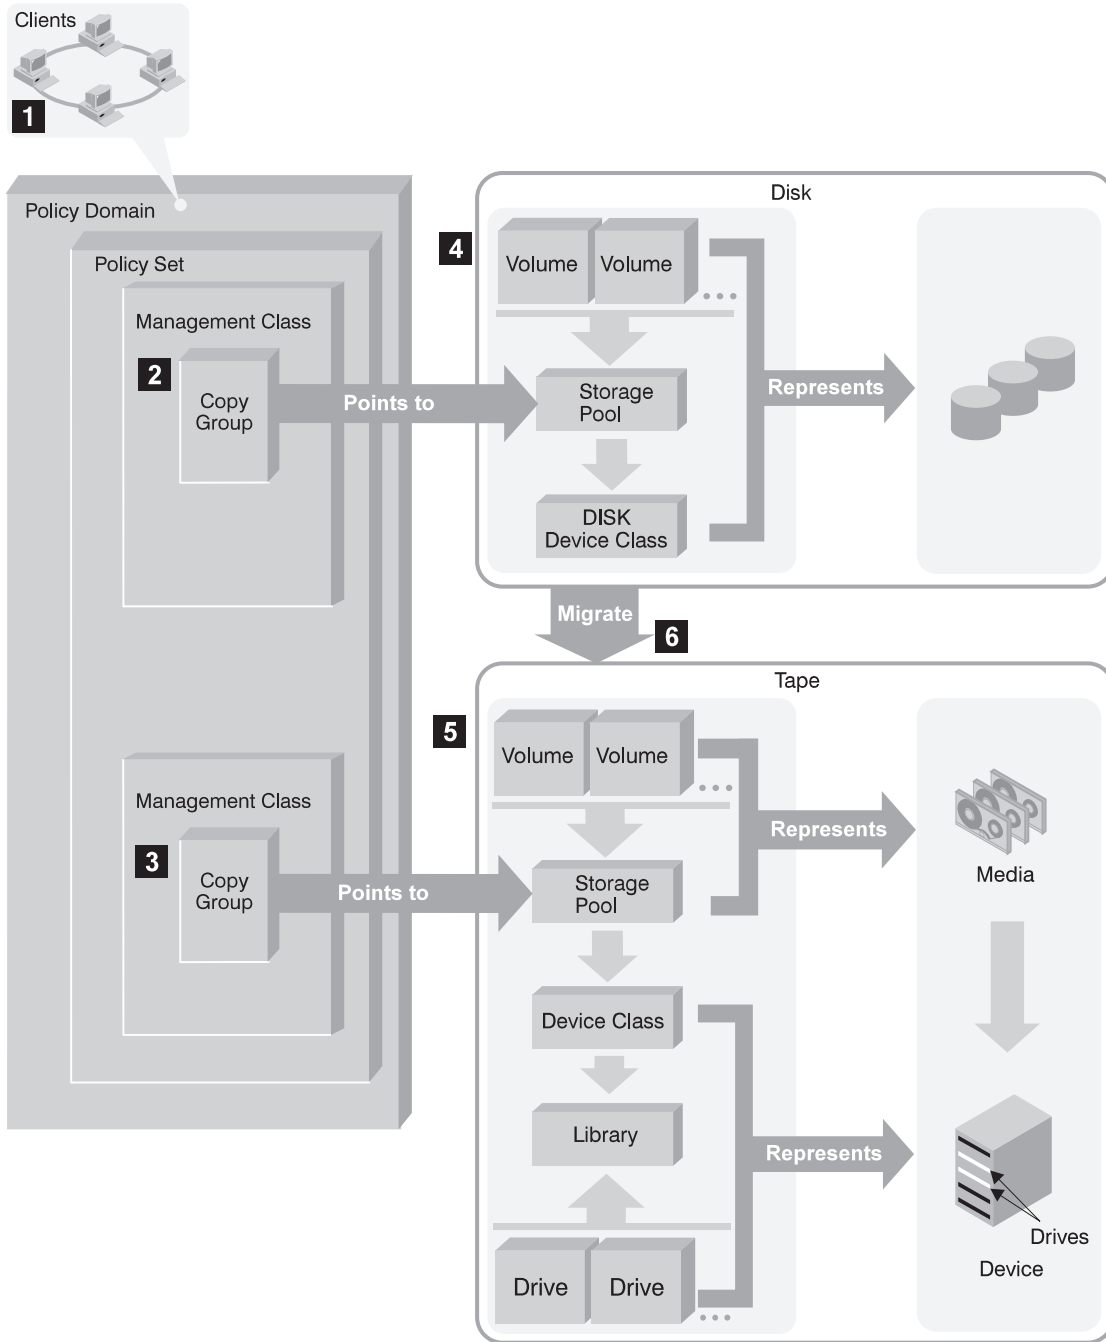 Clients
1
Policy Domain
Policy Set
Management Class
2
Copy
Group
Points to
Disk
4
Volume
Volume
Storage
Pool
DISK
Device Class
Represents
Migrate
6
Tape
5
Volume
Volume
Management Class
3
Copy
Group
Points to
Storage
Pool
Represents
Media
Device Class
Library
Represents
Drive
Drive
Drives
Device